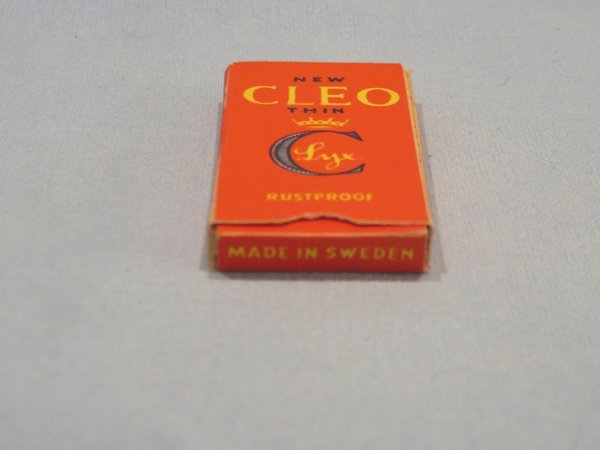 NEW
CLEO
THIN
C Lyx
RUSTPROOF
MADE IN SWEDEN